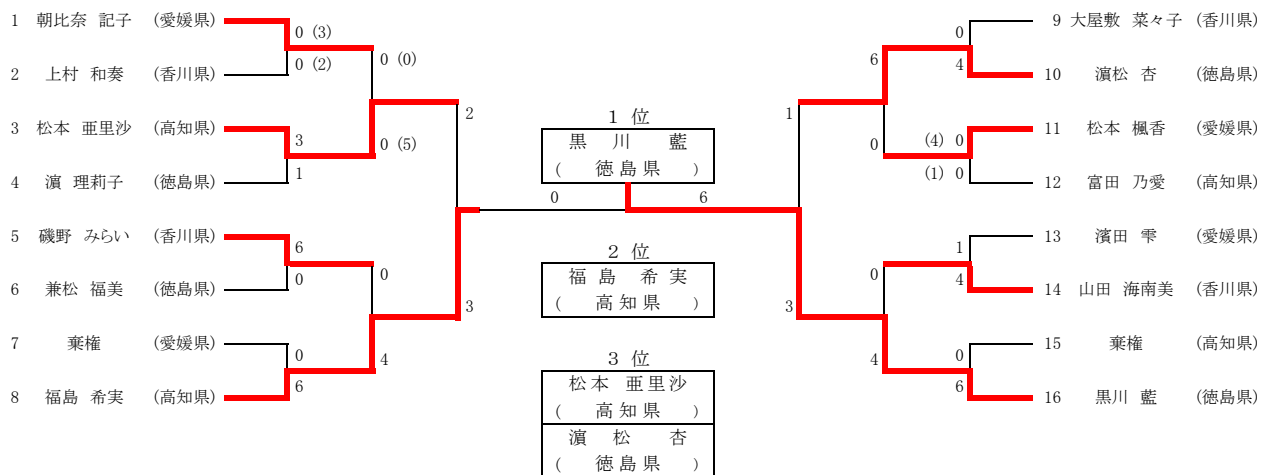 1 朝比奈 記子 (愛媛県)
0 (3)
0 (2)
2 上村 和奏 (香川県)
0 (0)
3 松本 亜里沙 (高知県)
3
1
0 (5)
4 濵 理莉子 (徳島県)
2
5 磯野 みらい (香川県)
6
0
6 兼松 福美 (徳島県)
0
3
7 棄権 (愛媛県)
0
6
4
8 福島 希実 (高知県)
1 位
黒 川 藍
( 徳島県 )
0 6
2 位
福 島 希 実
( 高知県 )
3 位
松本 亜里沙
( 高知県 )
濵 松 杏
( 徳島県 )
9 大屋敷 菜々子 (香川県)
0
4
6
10 濵松 杏 (徳島県)
1
11 松本 楓香 (愛媛県)
(4) 0
(1) 0
0
12 富田 乃愛 (高知県)
13 濱田 雫 (愛媛県)
1
4
0
14 山田 海南美 (香川県)
3
15 棄権 (高知県)
0
6
4
16 黒川 藍 (徳島県)